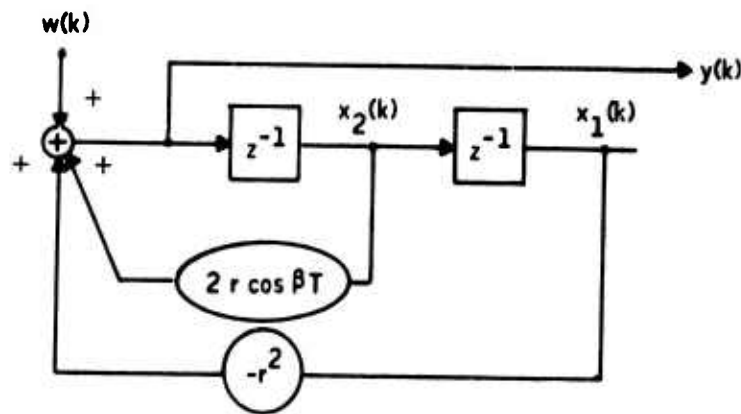 w(k)
+
y(k)
+
+
+
z⁻¹
x₂(k)
z⁻¹
x₁(k)
2 r cos βT
-r²